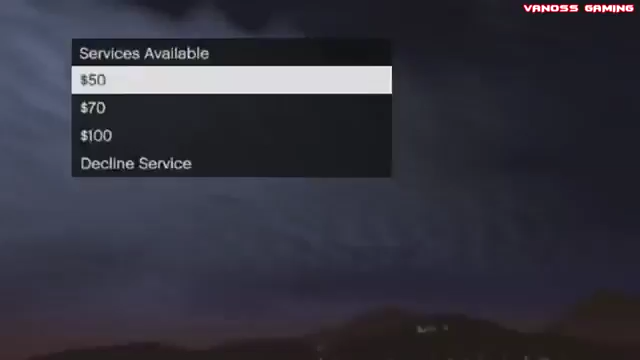 VANOSS GAMING
Services Available
$50
$70
$100
Decline Service